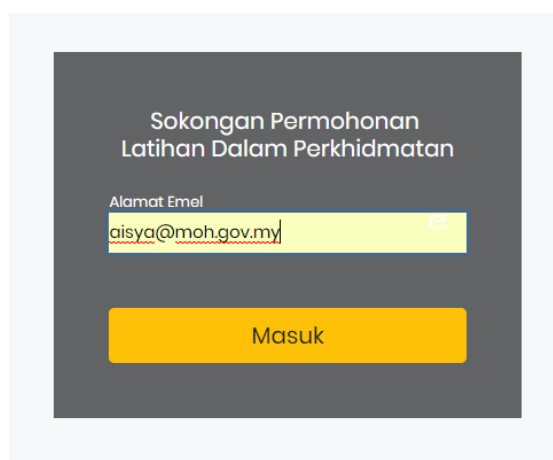 Sokongan Permohonan
Latihan Dalam Perkhidmatan
Alamat Emel
aisya@moh.gov.my
Masuk